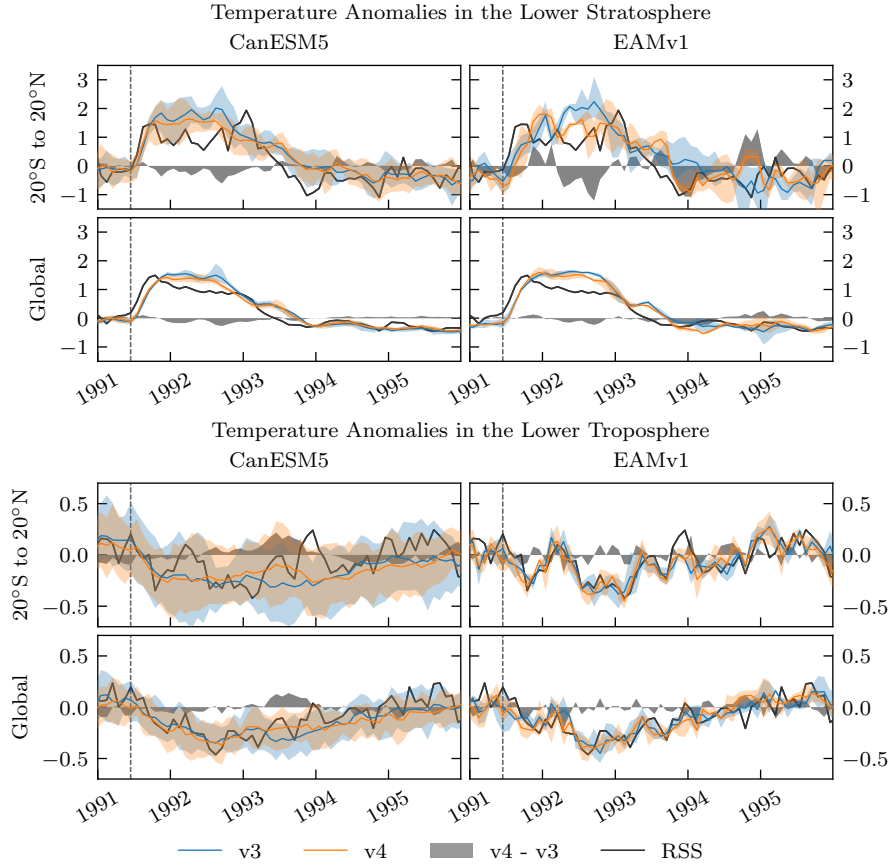 Temperature Anomalies in the Lower Stratosphere
CanESM5 EAMv1
20°S to 20°N
3 3
2 2
1 1
0 0
−1 −1
Global
3 3
2 2
1 1
0 0
−1 −1
1991 1992 1993 1994 1995 1991 1992 1993 1994 1995
Temperature Anomalies in the Lower Troposphere
CanESM5 EAMv1
20°S to 20°N
0.5 0.5
0.0 0.0
−0.5 −0.5
Global
0.5 0.5
0.0 0.0
−0.5 −0.5
1991 1992 1993 1994 1995 1991 1992 1993 1994 1995
v3 v4 v4 - v3 RSS